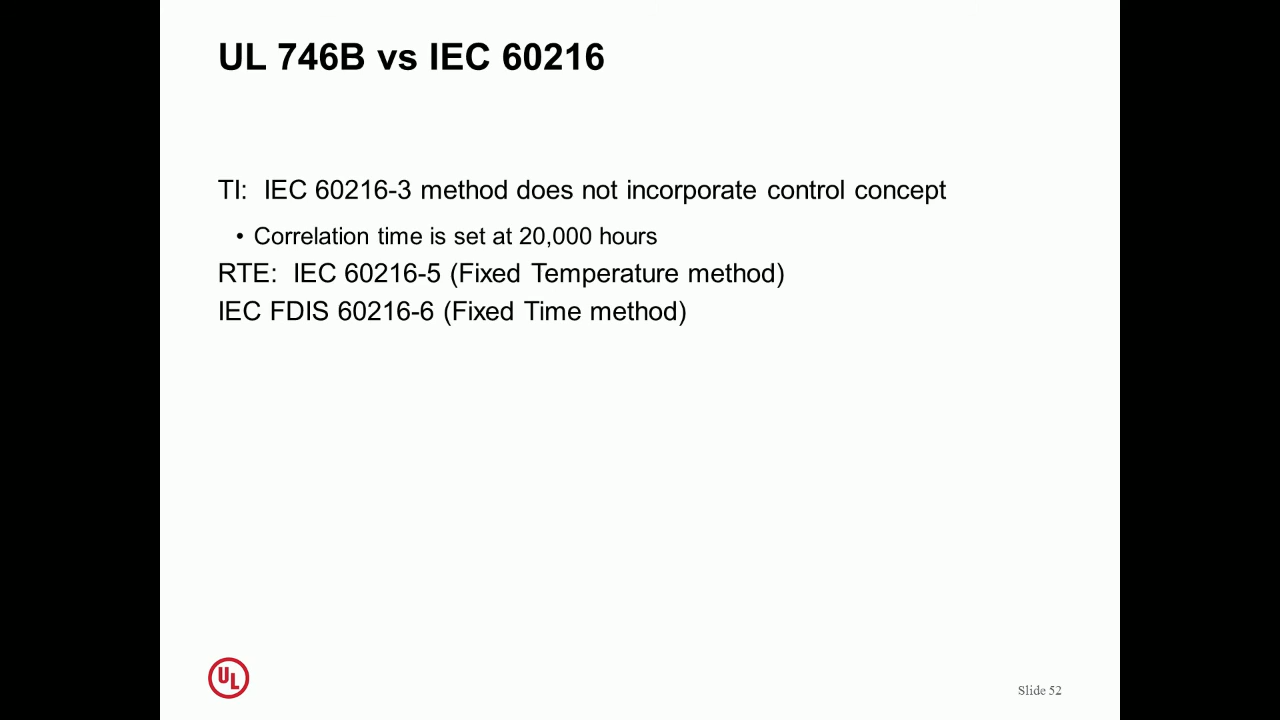 UL 746B vs IEC 60216
TI: IEC 60216-3 method does not incorporate control concept
• Correlation time is set at 20,000 hours
RTE: IEC 60216-5 (Fixed Temperature method)
IEC FDIS 60216-6 (Fixed Time method)
UL
Slide 52